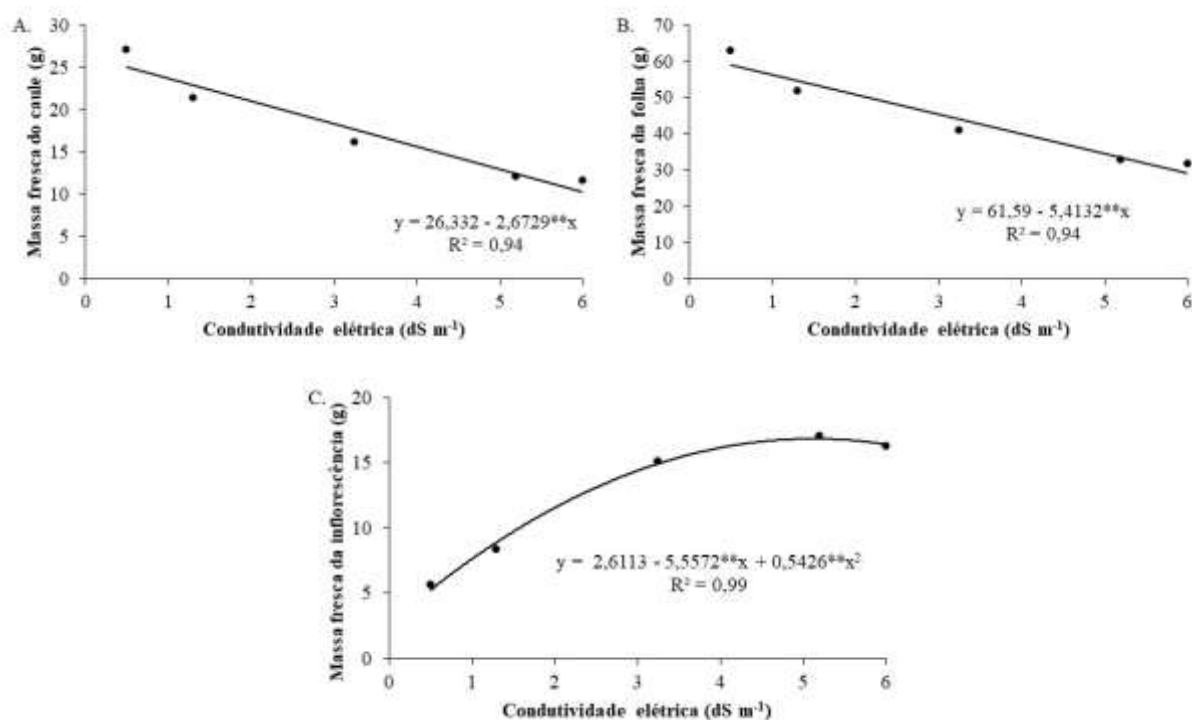 A.
Massa fresca do caule (g)
30
25
20
15
10
5
0
y = 26,332 - 2,6729**x
R² = 0,94
0 1 2 3 4 5 6
Condutividade elétrica (dS m⁻¹)
B.
Massa fresca da folha (g)
70
60
50
40
30
20
10
0
y = 61,59 - 5,4132**x
R² = 0,94
0 1 2 3 4 5 6
Condutividade elétrica (dS m⁻¹)
C.
Massa fresca da inflorescência (g)
20
15
10
5
0
y = 2,6113 - 5,5572**x + 0,5426**x²
R² = 0,99
0 1 2 3 4 5 6
Condutividade elétrica (dS m⁻¹)